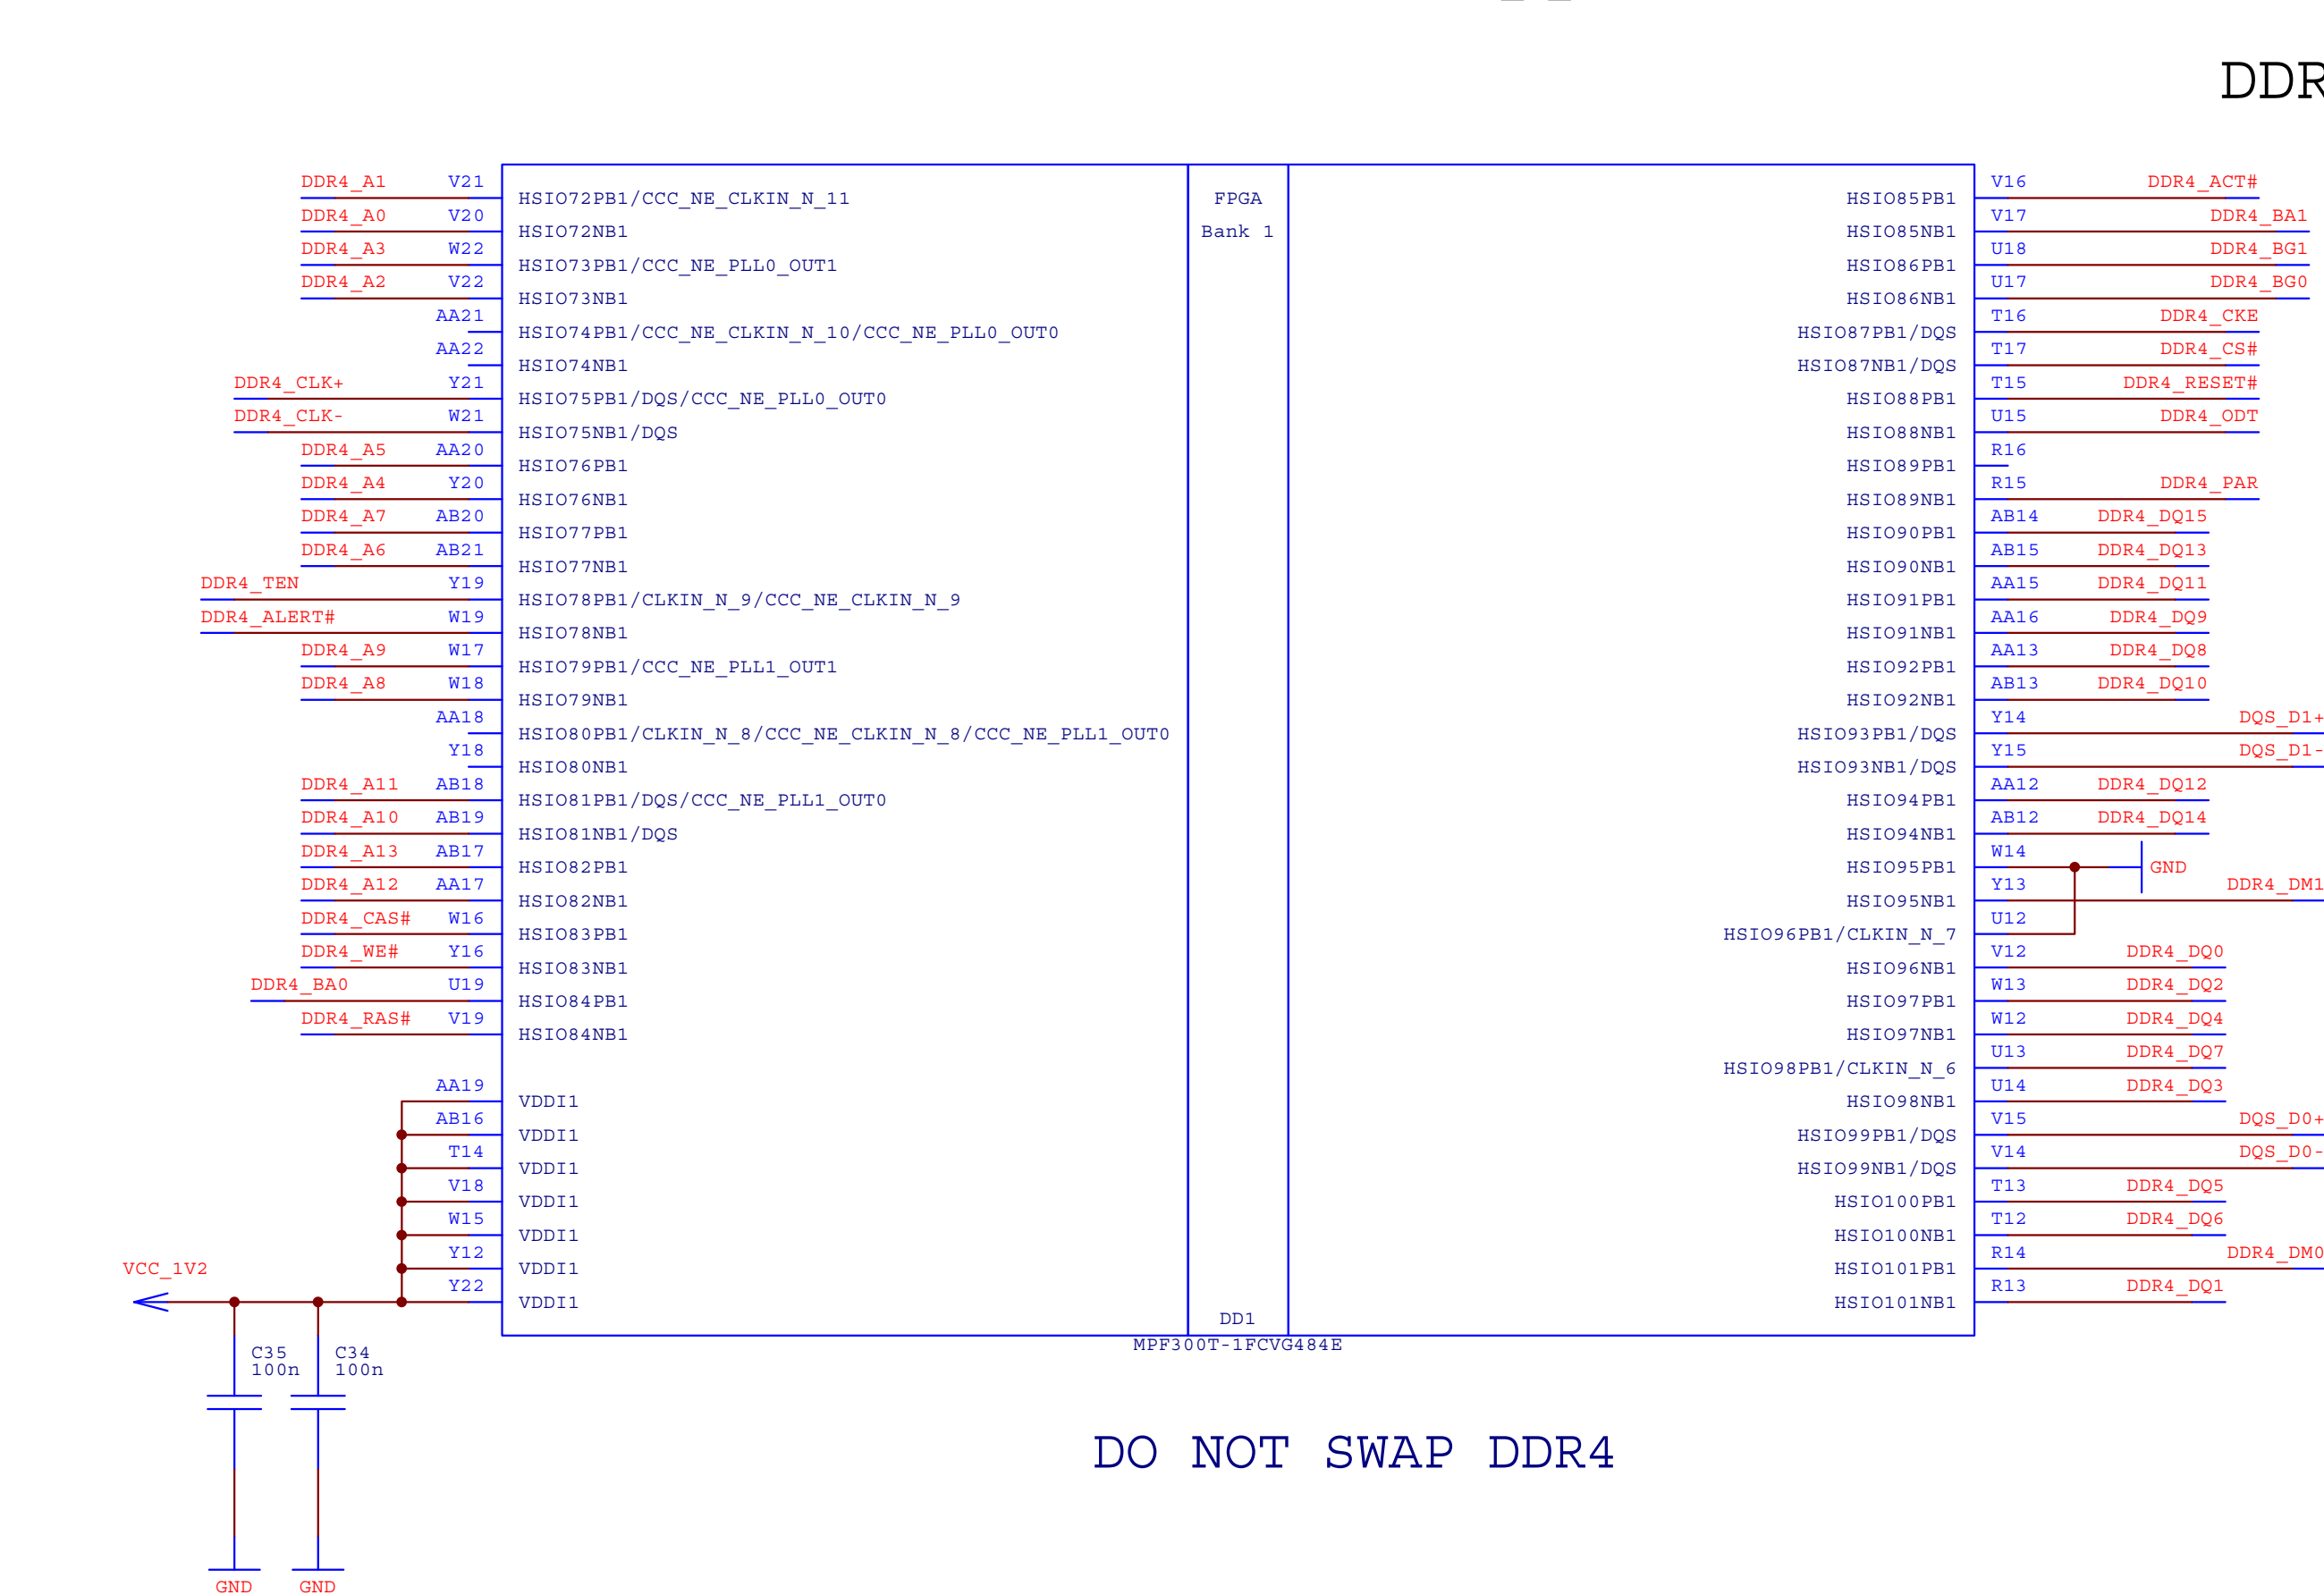 DDR
DDR4_A1 V21 HSIO72PB1/CCC_NE_CLKIN_N_11 FPGA HSIO85PB1 V16 DDR4_ACT#
DDR4_A0 V20 HSIO72NB1 Bank 1 HSIO85NB1 V17 DDR4_BA1
DDR4_A3 W22 HSIO73PB1/CCC_NE_PLL0_OUT1 HSIO86PB1 U18 DDR4_BG1
DDR4_A2 V22 HSIO73NB1 HSIO86NB1 U17 DDR4_BG0
AA21 HSIO74PB1/CCC_NE_CLKIN_N_10/CCC_NE_PLL0_OUT0 HSIO87PB1/DQS T16 DDR4_CKE
AA22 HSIO74NB1 HSIO87NB1/DQS T17 DDR4_CS#
DDR4_CLK+ Y21 HSIO75PB1/DQS/CCC_NE_PLL0_OUT0 HSIO88PB1 T15 DDR4_RESET#
DDR4_CLK- W21 HSIO75NB1/DQS HSIO88NB1 U15 DDR4_ODT
DDR4_A5 AA20 HSIO76PB1 HSIO89PB1 R16
DDR4_A4 Y20 HSIO76NB1 HSIO89NB1 R15 DDR4_PAR
DDR4_A7 AB20 HSIO77PB1 HSIO90PB1 AB14 DDR4_DQ15
DDR4_A6 AB21 HSIO77NB1 HSIO90NB1 AB15 DDR4_DQ13
DDR4_TEN Y19 HSIO78PB1/CLKIN_N_9/CCC_NE_CLKIN_N_9 HSIO91PB1 AA15 DDR4_DQ11
DDR4_ALERT# W19 HSIO78NB1 HSIO91NB1 AA16 DDR4_DQ9
DDR4_A9 W17 HSIO79PB1/CCC_NE_PLL1_OUT1 HSIO92PB1 AA13 DDR4_DQ8
DDR4_A8 W18 HSIO79NB1 HSIO92NB1 AB13 DDR4_DQ10
AA18 HSIO80PB1/CLKIN_N_8/CCC_NE_CLKIN_N_8/CCC_NE_PLL1_OUT0 HSIO93PB1/DQS Y14 DQS_D1+
Y18 HSIO80NB1 HSIO93NB1/DQS Y15 DQS_D1-
DDR4_A11 AB18 HSIO81PB1/DQS/CCC_NE_PLL1_OUT0 HSIO94PB1 AA12 DDR4_DQ12
DDR4_A10 AB19 HSIO81NB1/DQS HSIO94NB1 AB12 DDR4_DQ14
DDR4_A13 AB17 HSIO82PB1 HSIO95PB1 W14 GND
DDR4_A12 AA17 HSIO82NB1 HSIO95NB1 Y13 DDR4_DM1
DDR4_CAS# W16 HSIO83PB1 HSIO96PB1/CLKIN_N_7 U12
DDR4_WE# Y16 HSIO83NB1 HSIO96NB1 V12 DDR4_DQ0
DDR4_BA0 U19 HSIO84PB1 HSIO97PB1 W13 DDR4_DQ2
DDR4_RAS# V19 HSIO84NB1 HSIO97NB1 W12 DDR4_DQ4
HSIO98PB1/CLKIN_N_6 U13 DDR4_DQ7
AA19 VDDI1 HSIO98NB1 U14 DDR4_DQ3
AB16 VDDI1 HSIO99PB1/DQS V15 DQS_D0+
T14 VDDI1 HSIO99NB1/DQS V14 DQS_D0-
V18 VDDI1 HSIO100PB1 T13 DDR4_DQ5
W15 VDDI1 HSIO100NB1 T12 DDR4_DQ6
Y12 VDDI1 HSIO101PB1 R14 DDR4_DM0
VCC_1V2 Y22 VDDI1 HSIO101NB1 R13 DDR4_DQ1
DD1
MPF300T-1FCVG484E
C35 C34
100n 100n
DO NOT SWAP DDR4
GND GND